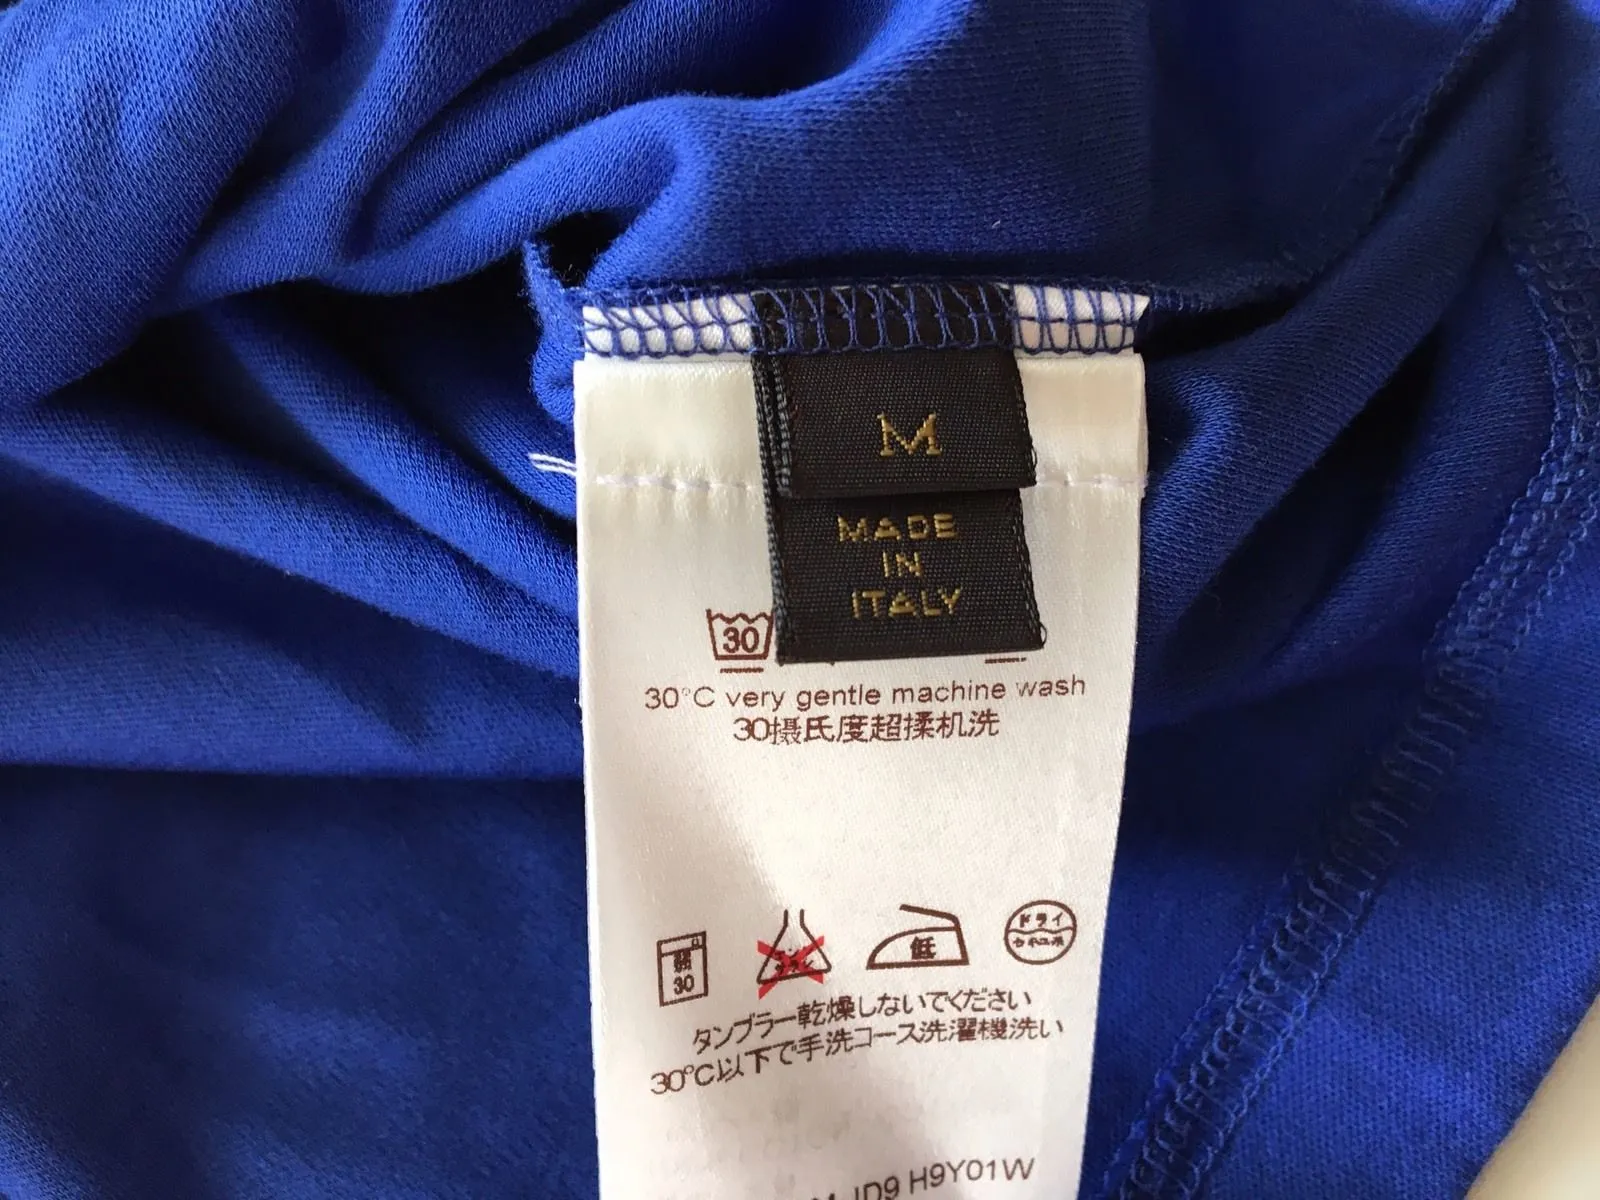 M
MADE
IN
ITALY
30
30°C very gentle machine wash
30摄氏度超揉机洗
30
低
ドライ
タンブラー乾燥しないでください
30°C以下で手洗コース洗濯機洗い
JD9 H9Y01W